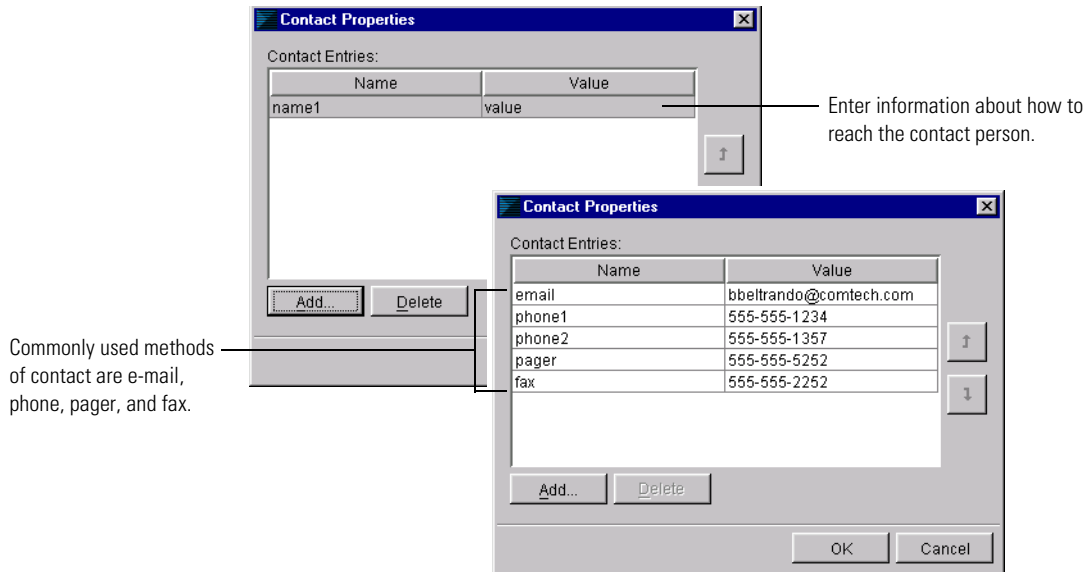 Contact Properties
Contact Entries:
Name Value
name1 value
Enter information about how to
reach the contact person.
Add... Delete
Contact Properties
Contact Entries:
Name Value
email bbeltrando@comtech.com
phone1 555-555-1234
phone2 555-555-1357
pager 555-555-5252
fax 555-555-2252
Commonly used methods
of contact are e-mail,
phone, pager, and fax.
Add... Delete
OK Cancel